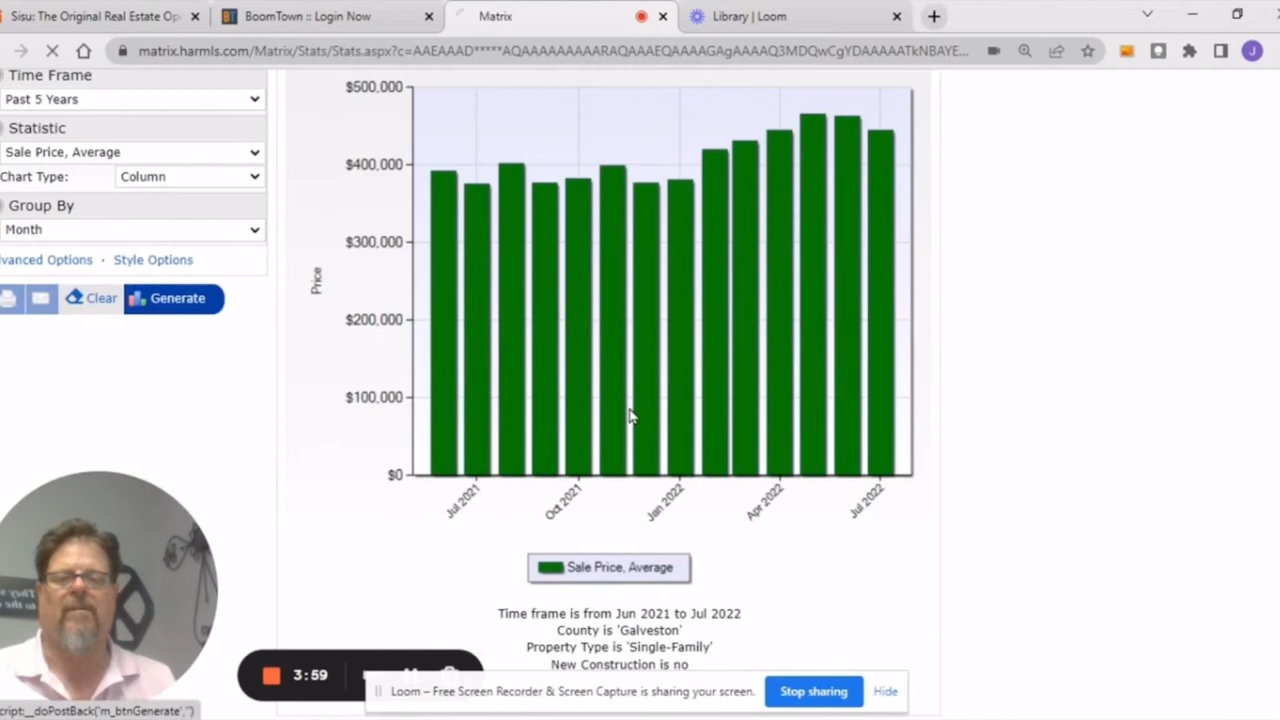 Sisu: The Original Real Estate Op
BoomTown :: Login Now
Matrix
Library | Loom
matrix.harmls.com/Matrix/Stats/Stats.aspx?c=AAEAAAD*****AQAAAAAAAAARAQAAAEQAAAAGAgAAAAQ3MDQwCgYDAAAAATkNBAYE...
J
Time Frame
Past 5 Years
Statistic
Sale Price, Average
Chart Type: Column
Group By
Month
vanced Options · Style Options
Clear
Generate
Price
$500,000
$400,000
$300,000
$200,000
$100,000
$0
Jul 2021
Oct 2021
Jan 2022
Apr 2022
Jul 2022
Sale Price, Average
Time frame is from Jun 2021 to Jul 2022
County is 'Galveston'
Property Type is 'Single-Family'
New Construction is no
3:59
Loom – Free Screen Recorder & Screen Capture is sharing your screen.
Stop sharing
Hide
cript:__doPostBack('m_btnGenerate','')